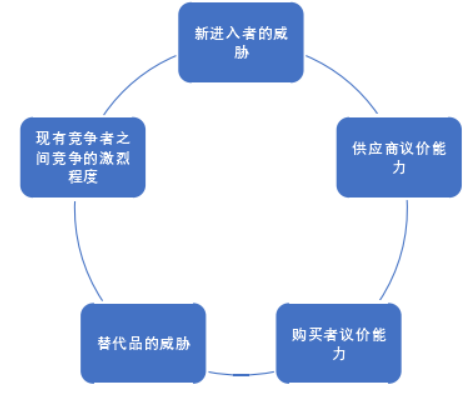 新进入者的威
胁
供应商议价能
力
购买者议价能
力
替代品的威胁
现有竞争者之
间竞争的激烈
程度